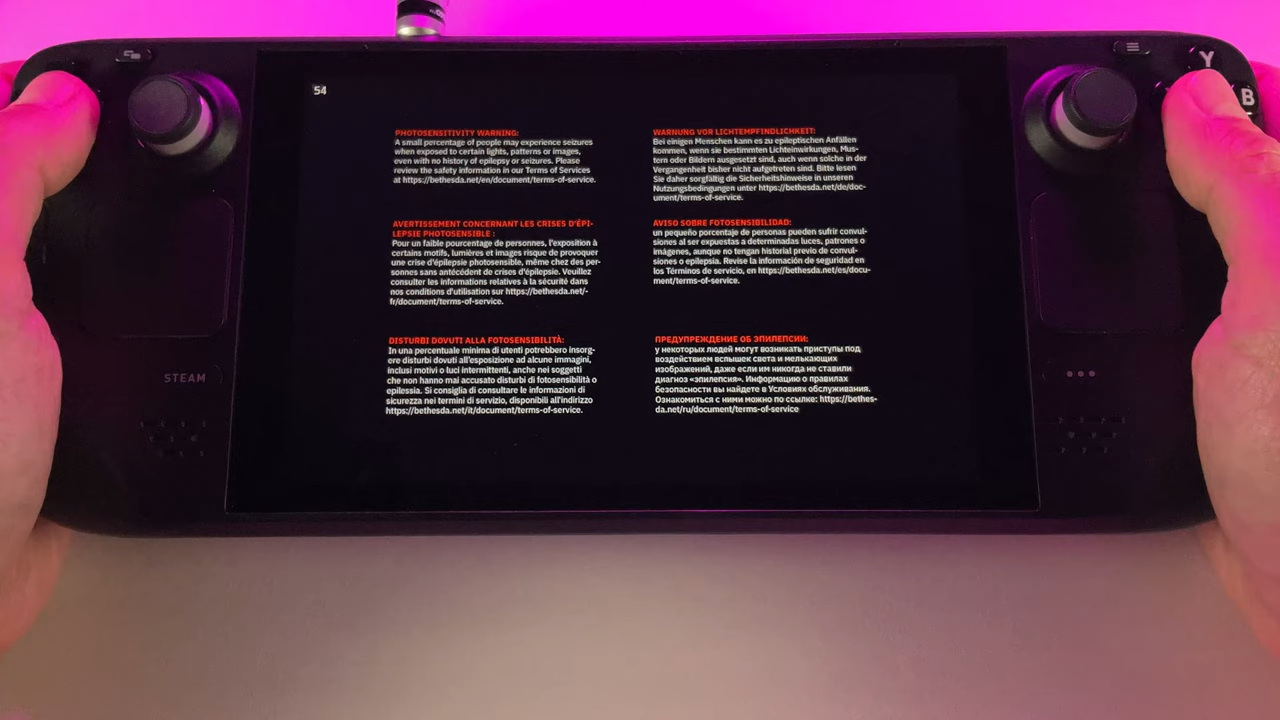 54
PHOTOSENSITIVITY WARNING:
A small percentage of people may experience seizures
when exposed to certain lights, patterns or images,
even with no history of epilepsy or seizures. Please
review the safety information in our Terms of Services
at https://bethesda.net/en/document/terms-of-service.
WARNUNG VOR LICHTEMPFINDLICHKEIT:
Bei einigen Menschen kann es zu epileptischen Anfällen
kommen, wenn sie bestimmten Lichteinwirkungen, Mus-
tern oder Bildern ausgesetzt sind, auch wenn solche in der
Vergangenheit bisher nicht aufgetreten sind. Bitte lesen
Sie daher sorgfältig die Sicherheitshinweise in unseren
Nutzungsbedingungen unter https://bethesda.net/de/doc-
ument/terms-of-service.
AVERTISSEMENT CONCERNANT LES CRISES D'ÉPI-
LEPSIE PHOTOSENSIBLE :
Pour un faible pourcentage de personnes, l'exposition à
certains motifs, lumières et images risque de provoquer
une crise d'épilepsie photosensible, même chez des per-
sonnes sans antécédent de crises d'épilepsie. Veuillez
consulter les informations relatives à la sécurité dans
nos conditions d'utilisation sur https://bethesda.net/-
fr/document/terms-of-service.
AVISO SOBRE FOTOSENSIBILIDAD:
un pequeño porcentaje de personas pueden sufrir convul-
siones al ser expuestas a determinadas luces, patrones o
imágenes, aunque no tengan historial previo de convul-
siones o epilepsia. Revise la información de seguridad en
los Términos de servicio, en https://bethesda.net/es/docu-
ment/terms-of-service.
DISTURBI DOVUTI ALLA FOTOSENSIBILITÀ:
In una percentuale minima di utenti potrebbero insorg-
ere disturbi dovuti all'esposizione ad alcune immagini,
inclusi motivi o luci intermittenti, anche nei soggetti
che non hanno mai accusato disturbi di fotosensibilità o
epilessia. Si consiglia di consultare le informazioni di
sicurezza nei termini di servizio, disponibili all'indirizzo
https://bethesda.net/it/document/terms-of-service.
ПРЕДУПРЕЖДЕНИЕ ОБ ЭПИЛЕПСИИ:
у некоторых людей могут возникать приступы под
воздействием вспышек света и мелькающих
изображений, даже если им никогда не ставили
диагноз «эпилепсия». Информацию о правилах
безопасности вы найдете в Условиях обслуживания.
Ознакомиться с ними можно по ссылке: https://bethes-
da.net/ru/document/terms-of-service
STEAM
Y
B